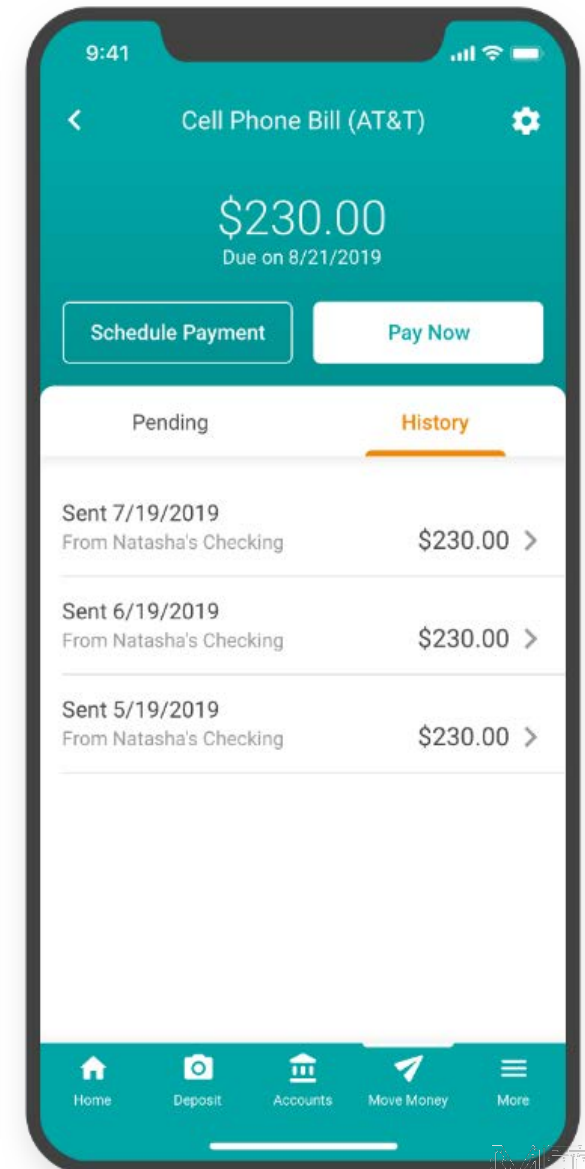 9:41
Cell Phone Bill (AT&T)
$230.00
Due on 8/21/2019
Schedule Payment
Pay Now
Pending
History
Sent 7/19/2019
From Natasha's Checking
$230.00
Sent 6/19/2019
From Natasha's Checking
$230.00
Sent 5/19/2019
From Natasha's Checking
$230.00
Home
Deposit
Accounts
Move Money
More